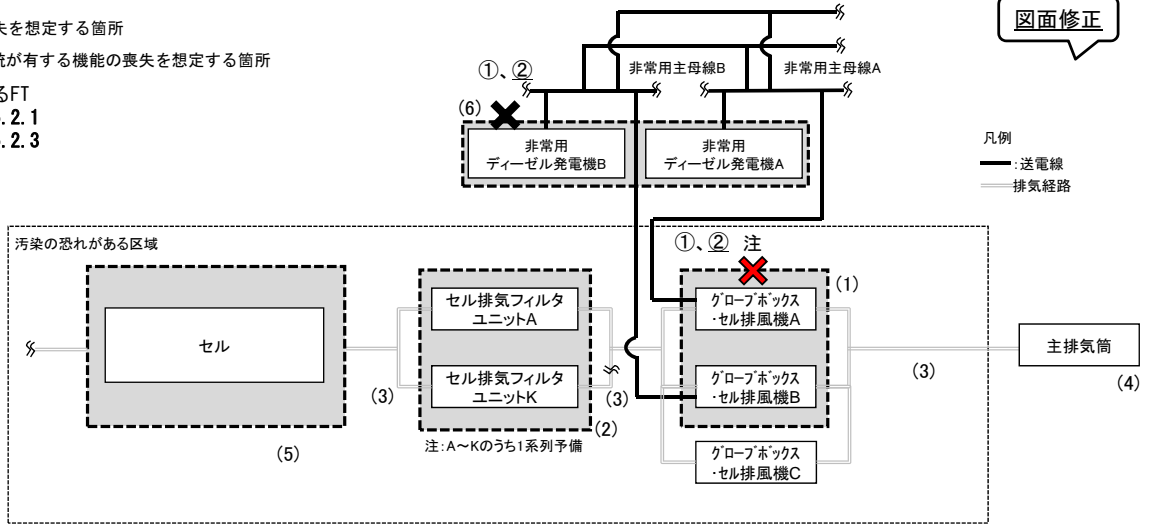 失を想定する箇所
統が有する機能の喪失を想定する箇所
るFT
.2.1
.2.3
図面修正
①、②
非常用主母線B
非常用主母線A
(6)
非常用
ディーゼル発電機B
非常用
ディーゼル発電機A
凡例
:送電線
:排気経路
汚染の恐れがある区域
①、② 注
(1)
セル
セル排気フィルタ
ユニットA
グローブボックス
・セル排風機A
主排気筒
(3)
セル排気フィルタ
ユニットK
(3)
グローブボックス
・セル排風機B
(3)
(4)
(2)
(5)
注:A~Kのうち1系列予備
グローブボックス
・セル排風機C